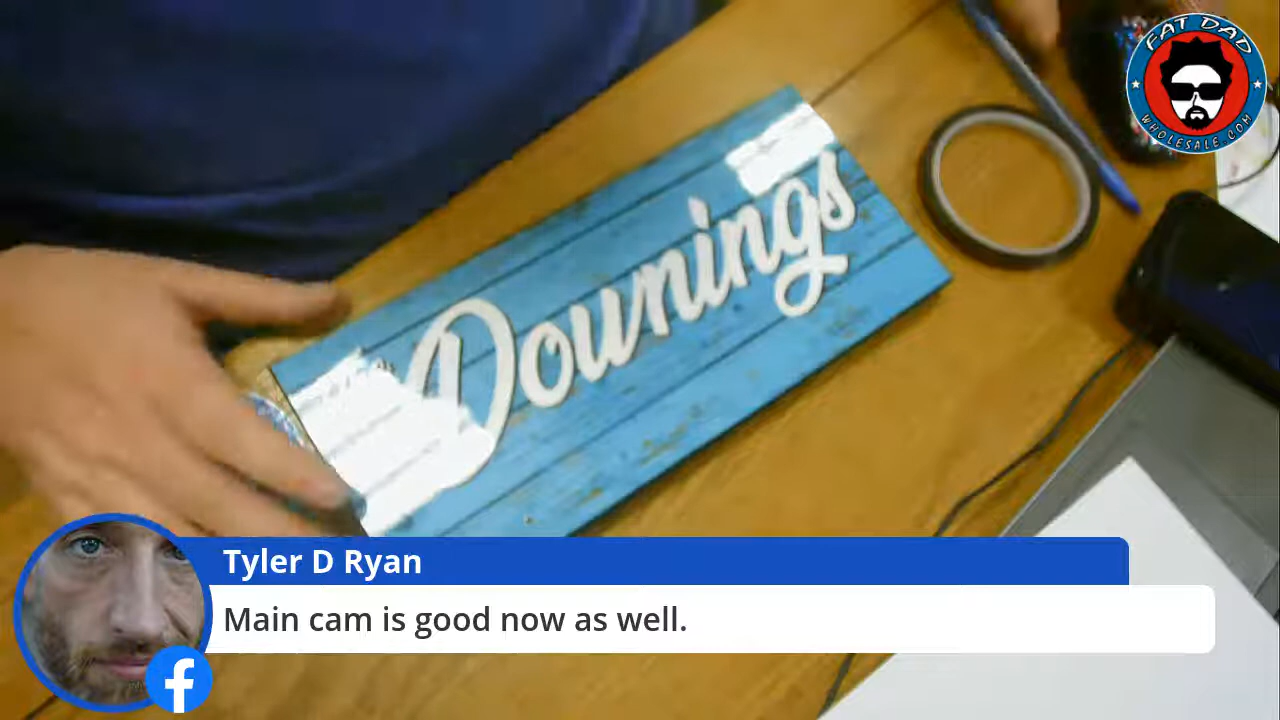 FAT DAD
WHOLESALE.COM
Downings
Tyler D Ryan
Main cam is good now as well.